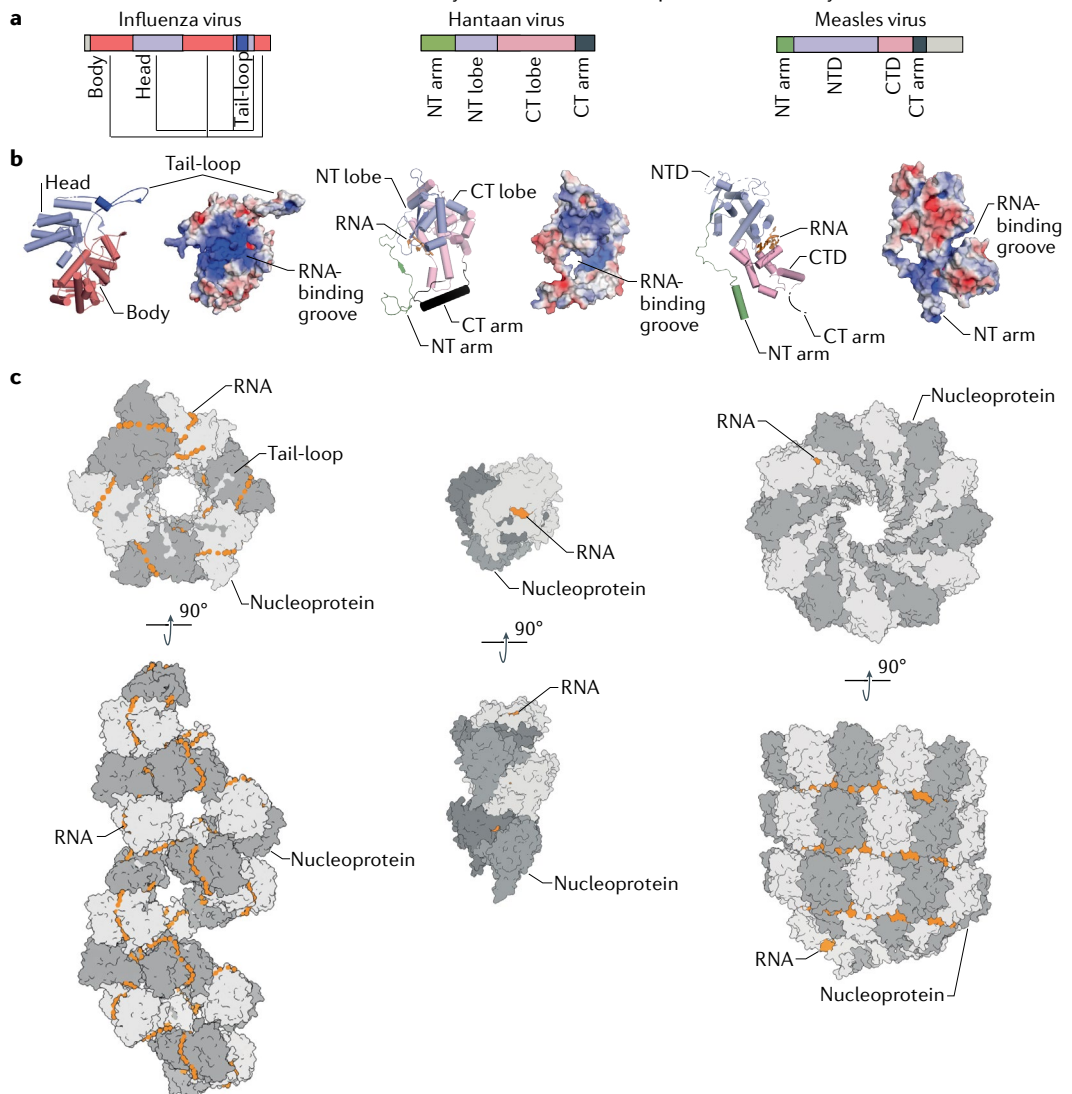 a
Influenza virus
Hantaan virus
Measles virus
Body
Head
Tail-loop
NT arm
NT lobe
CT lobe
CT arm
NT arm
NTD
CTD
CT arm
b
Head
Tail-loop
Body
RNA-
binding
groove
NT lobe
CT lobe
RNA
CT arm
NT arm
RNA-
binding
groove
NTD
RNA
CTD
CT arm
NT arm
RNA-
binding
groove
NT arm
c
RNA
Tail-loop
Nucleoprotein
90°
RNA
Nucleoprotein
RNA
Nucleoprotein
90°
RNA
Nucleoprotein
Nucleoprotein
RNA
90°
RNA
Nucleoprotein